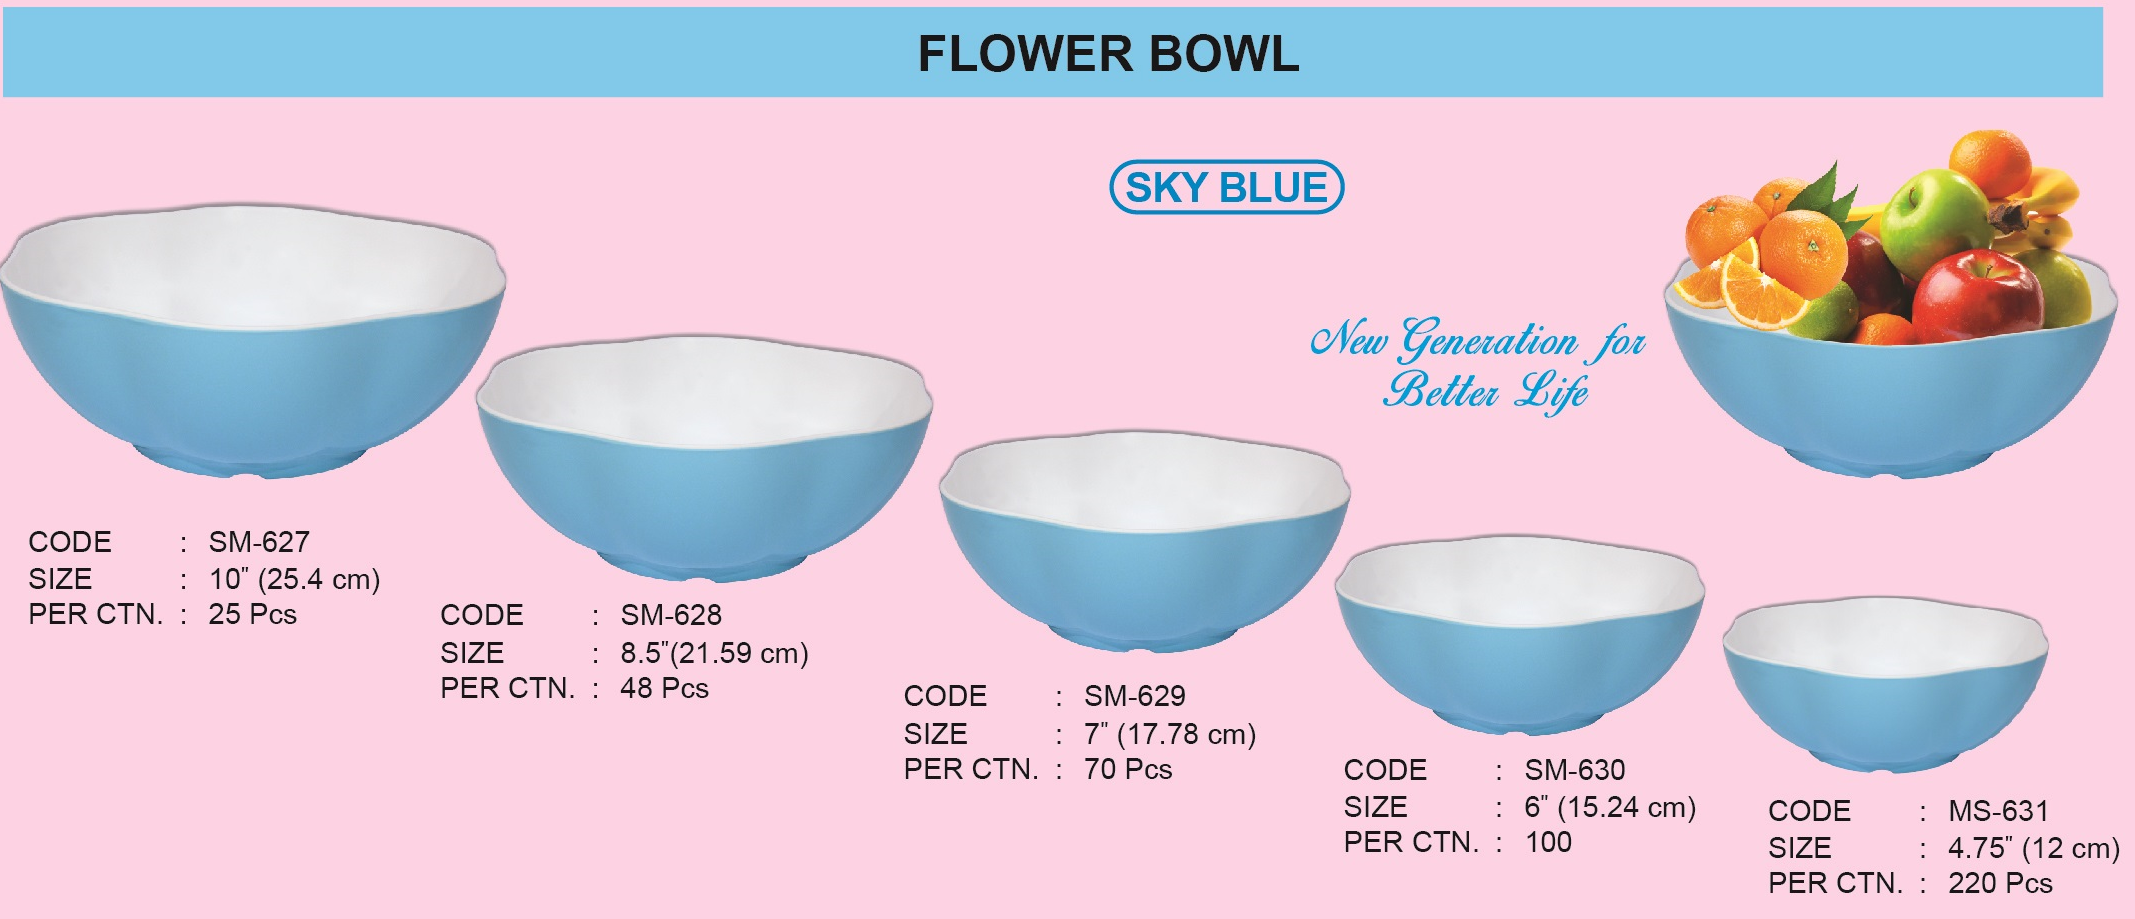 FLOWER BOWL
SKY BLUE
New Generation for
Better Life
CODE : SM-627
SIZE : 10" (25.4 cm)
PER CTN. : 25 Pcs
CODE : SM-628
SIZE : 8.5"(21.59 cm)
PER CTN. : 48 Pcs
CODE : SM-629
SIZE : 7" (17.78 cm)
PER CTN. : 70 Pcs
CODE : SM-630
SIZE : 6" (15.24 cm)
PER CTN. : 100
CODE : MS-631
SIZE : 4.75" (12 cm)
PER CTN. : 220 Pcs